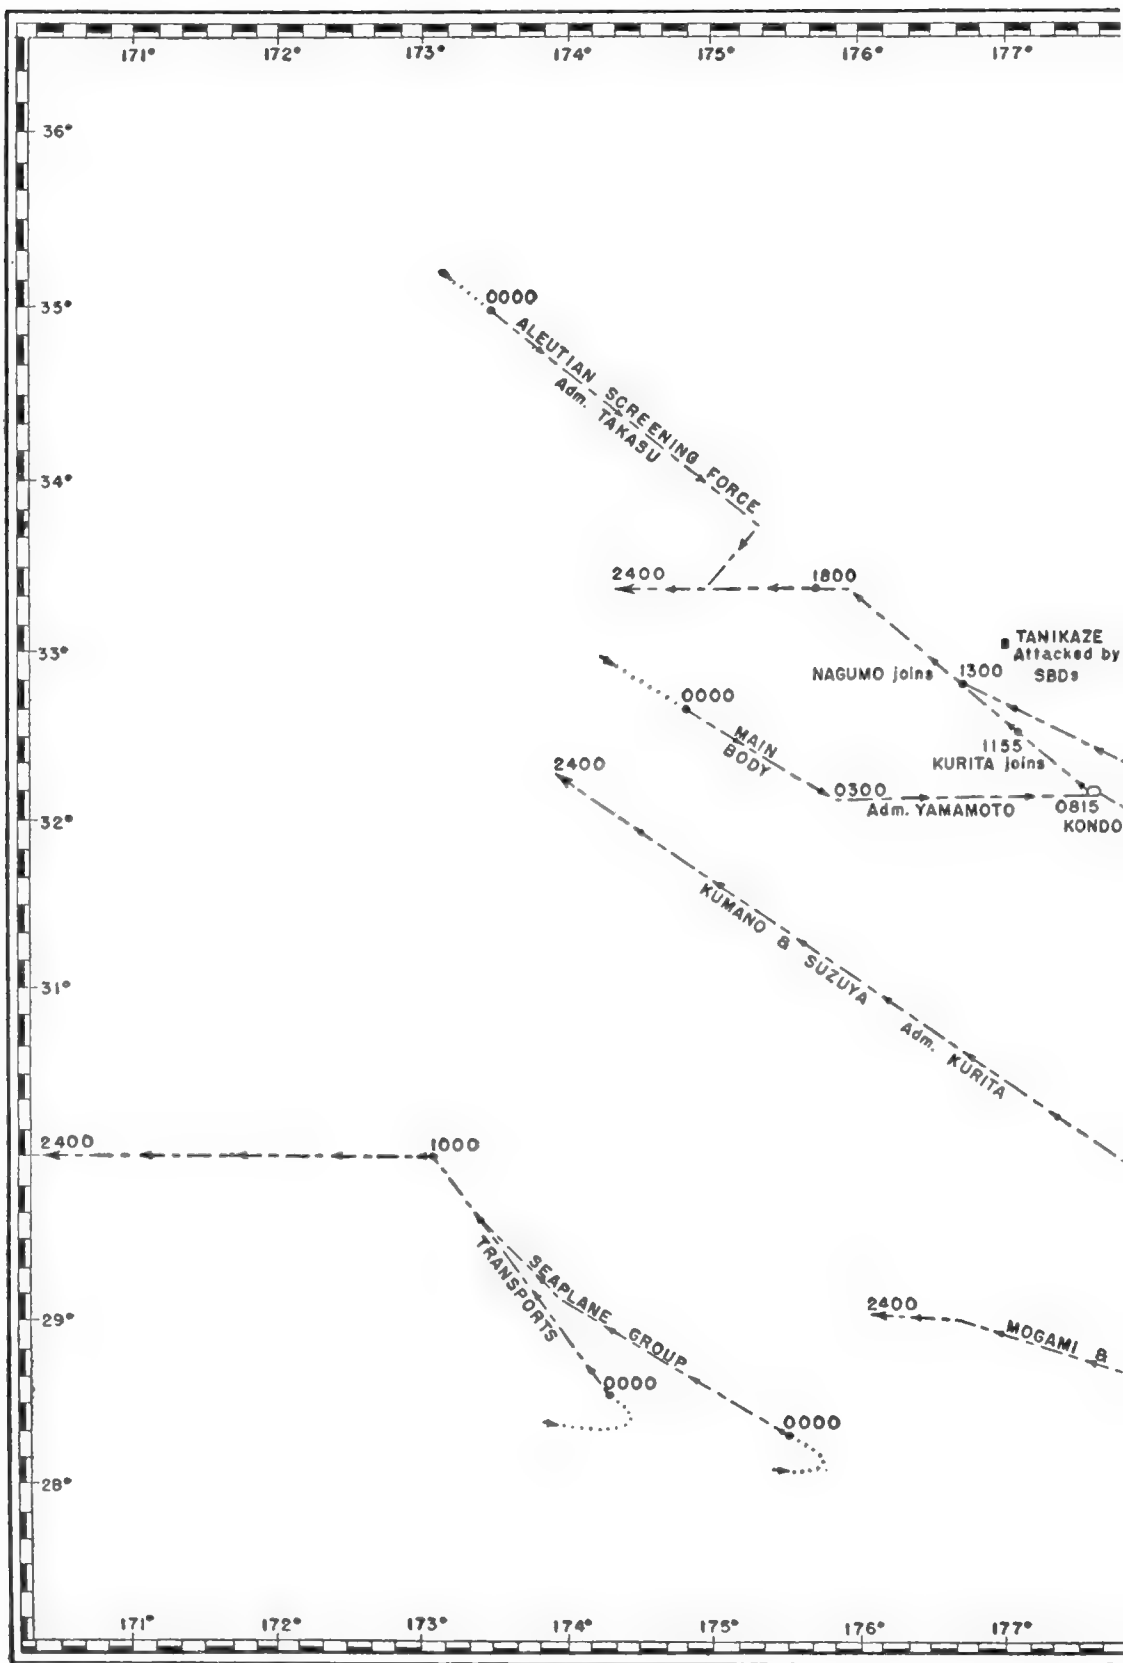 171° 172° 173° 174° 175° 176° 177°
36°
35°
0000
ALEUTIAN SCREENING FORCE
Adm. TAKASU
34°
2400
1800
33°
TANIKAZE
Attacked by
SBDs
NAGUMO joins
1300
0000
MAIN
BODY
1155
KURITA joins
2400
0300
Adm. YAMAMOTO
0815
KONDO
32°
KUMANO & SUZUYA
Adm. KURITA
31°
2400
1000
TRANSPORTS
SEAPLANE GROUP
29°
2400
MOGAMI &
0000
0000
28°
171° 172° 173° 174° 175° 176° 177°